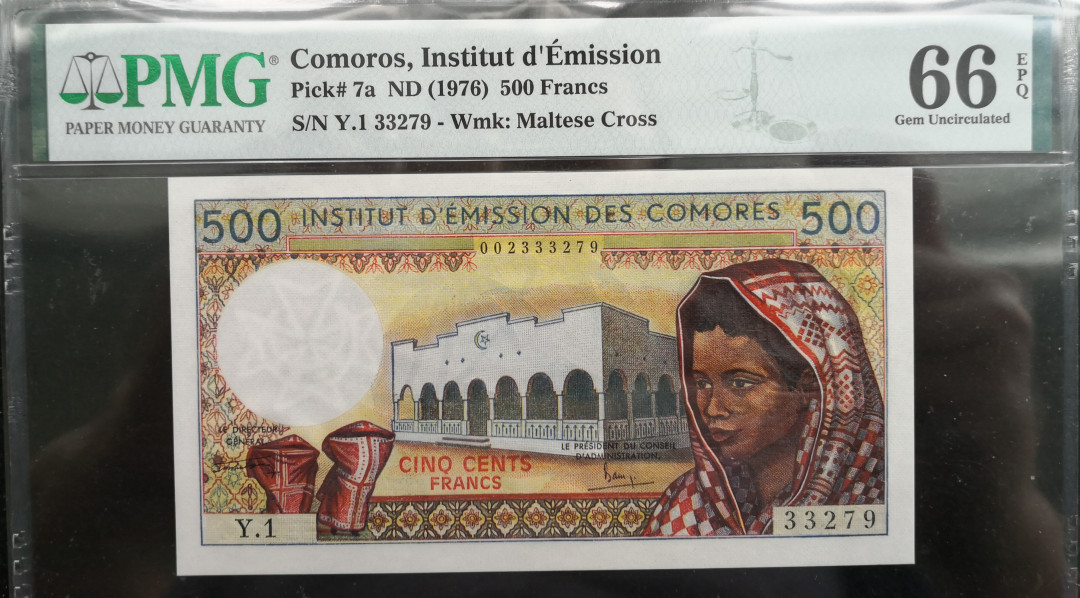 PMG®
PAPER MONEY GUARANTY
Comoros, Institut d'Émission
Pick# 7a ND (1976) 500 Francs
S/N Y.1 33279 - Wmk: Maltese Cross
66 EPQ
Gem Uncirculated
500 INSTITUT D'ÉMISSION DES COMORES 500
002333279
LE DIRECTEUR
GÉNÉRAL
LE PRÉSIDENT DU CONSEIL
D'ADMINISTRATION,
CINQ CENTS
FRANCS
Y.1
33279